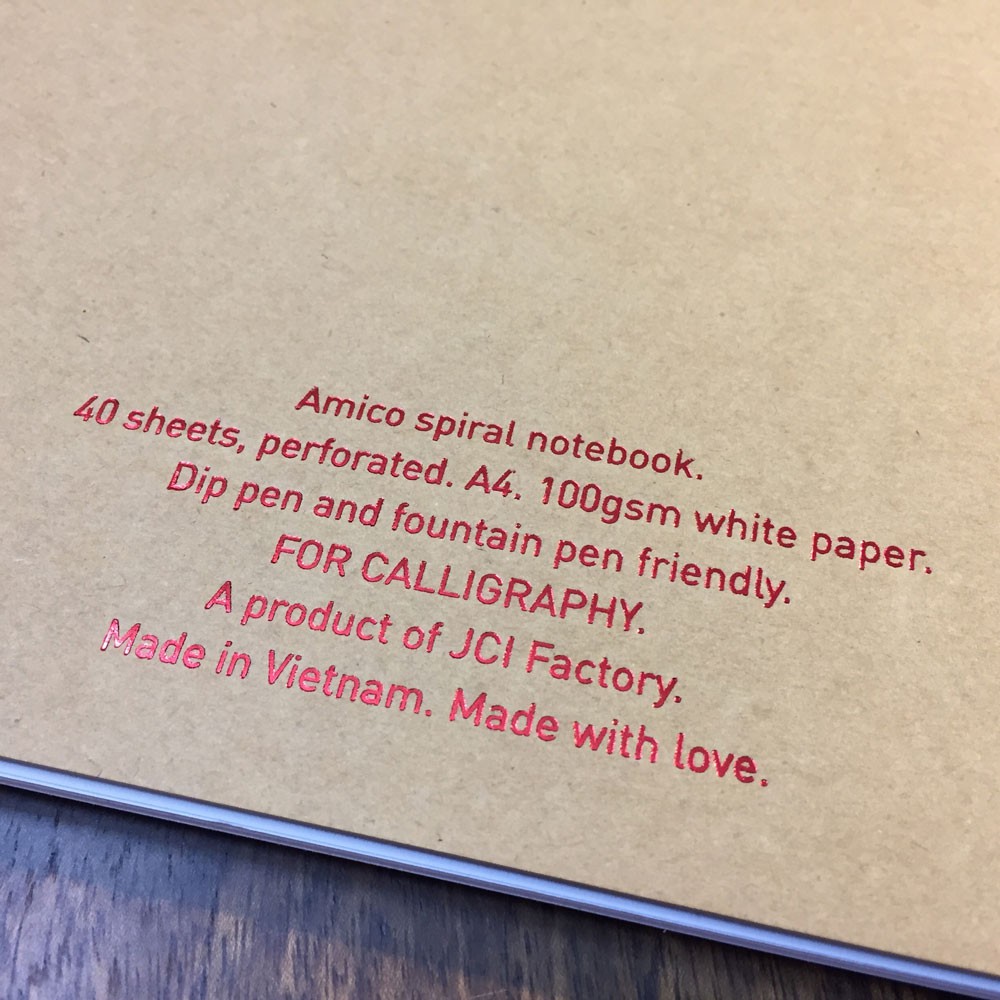 Amico spiral notebook.
40 sheets, perforated. A4. 100gsm white paper.
Dip pen and fountain pen friendly.
FOR CALLIGRAPHY.
A product of JCI Factory.
Made in Vietnam. Made with love.